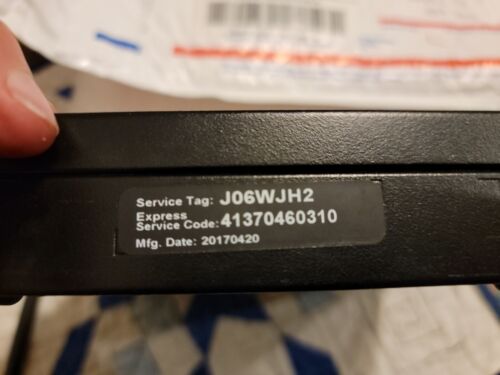 Service Tag: J06WJH2
Express
Service Code: 41370460310
Mfg. Date: 20170420